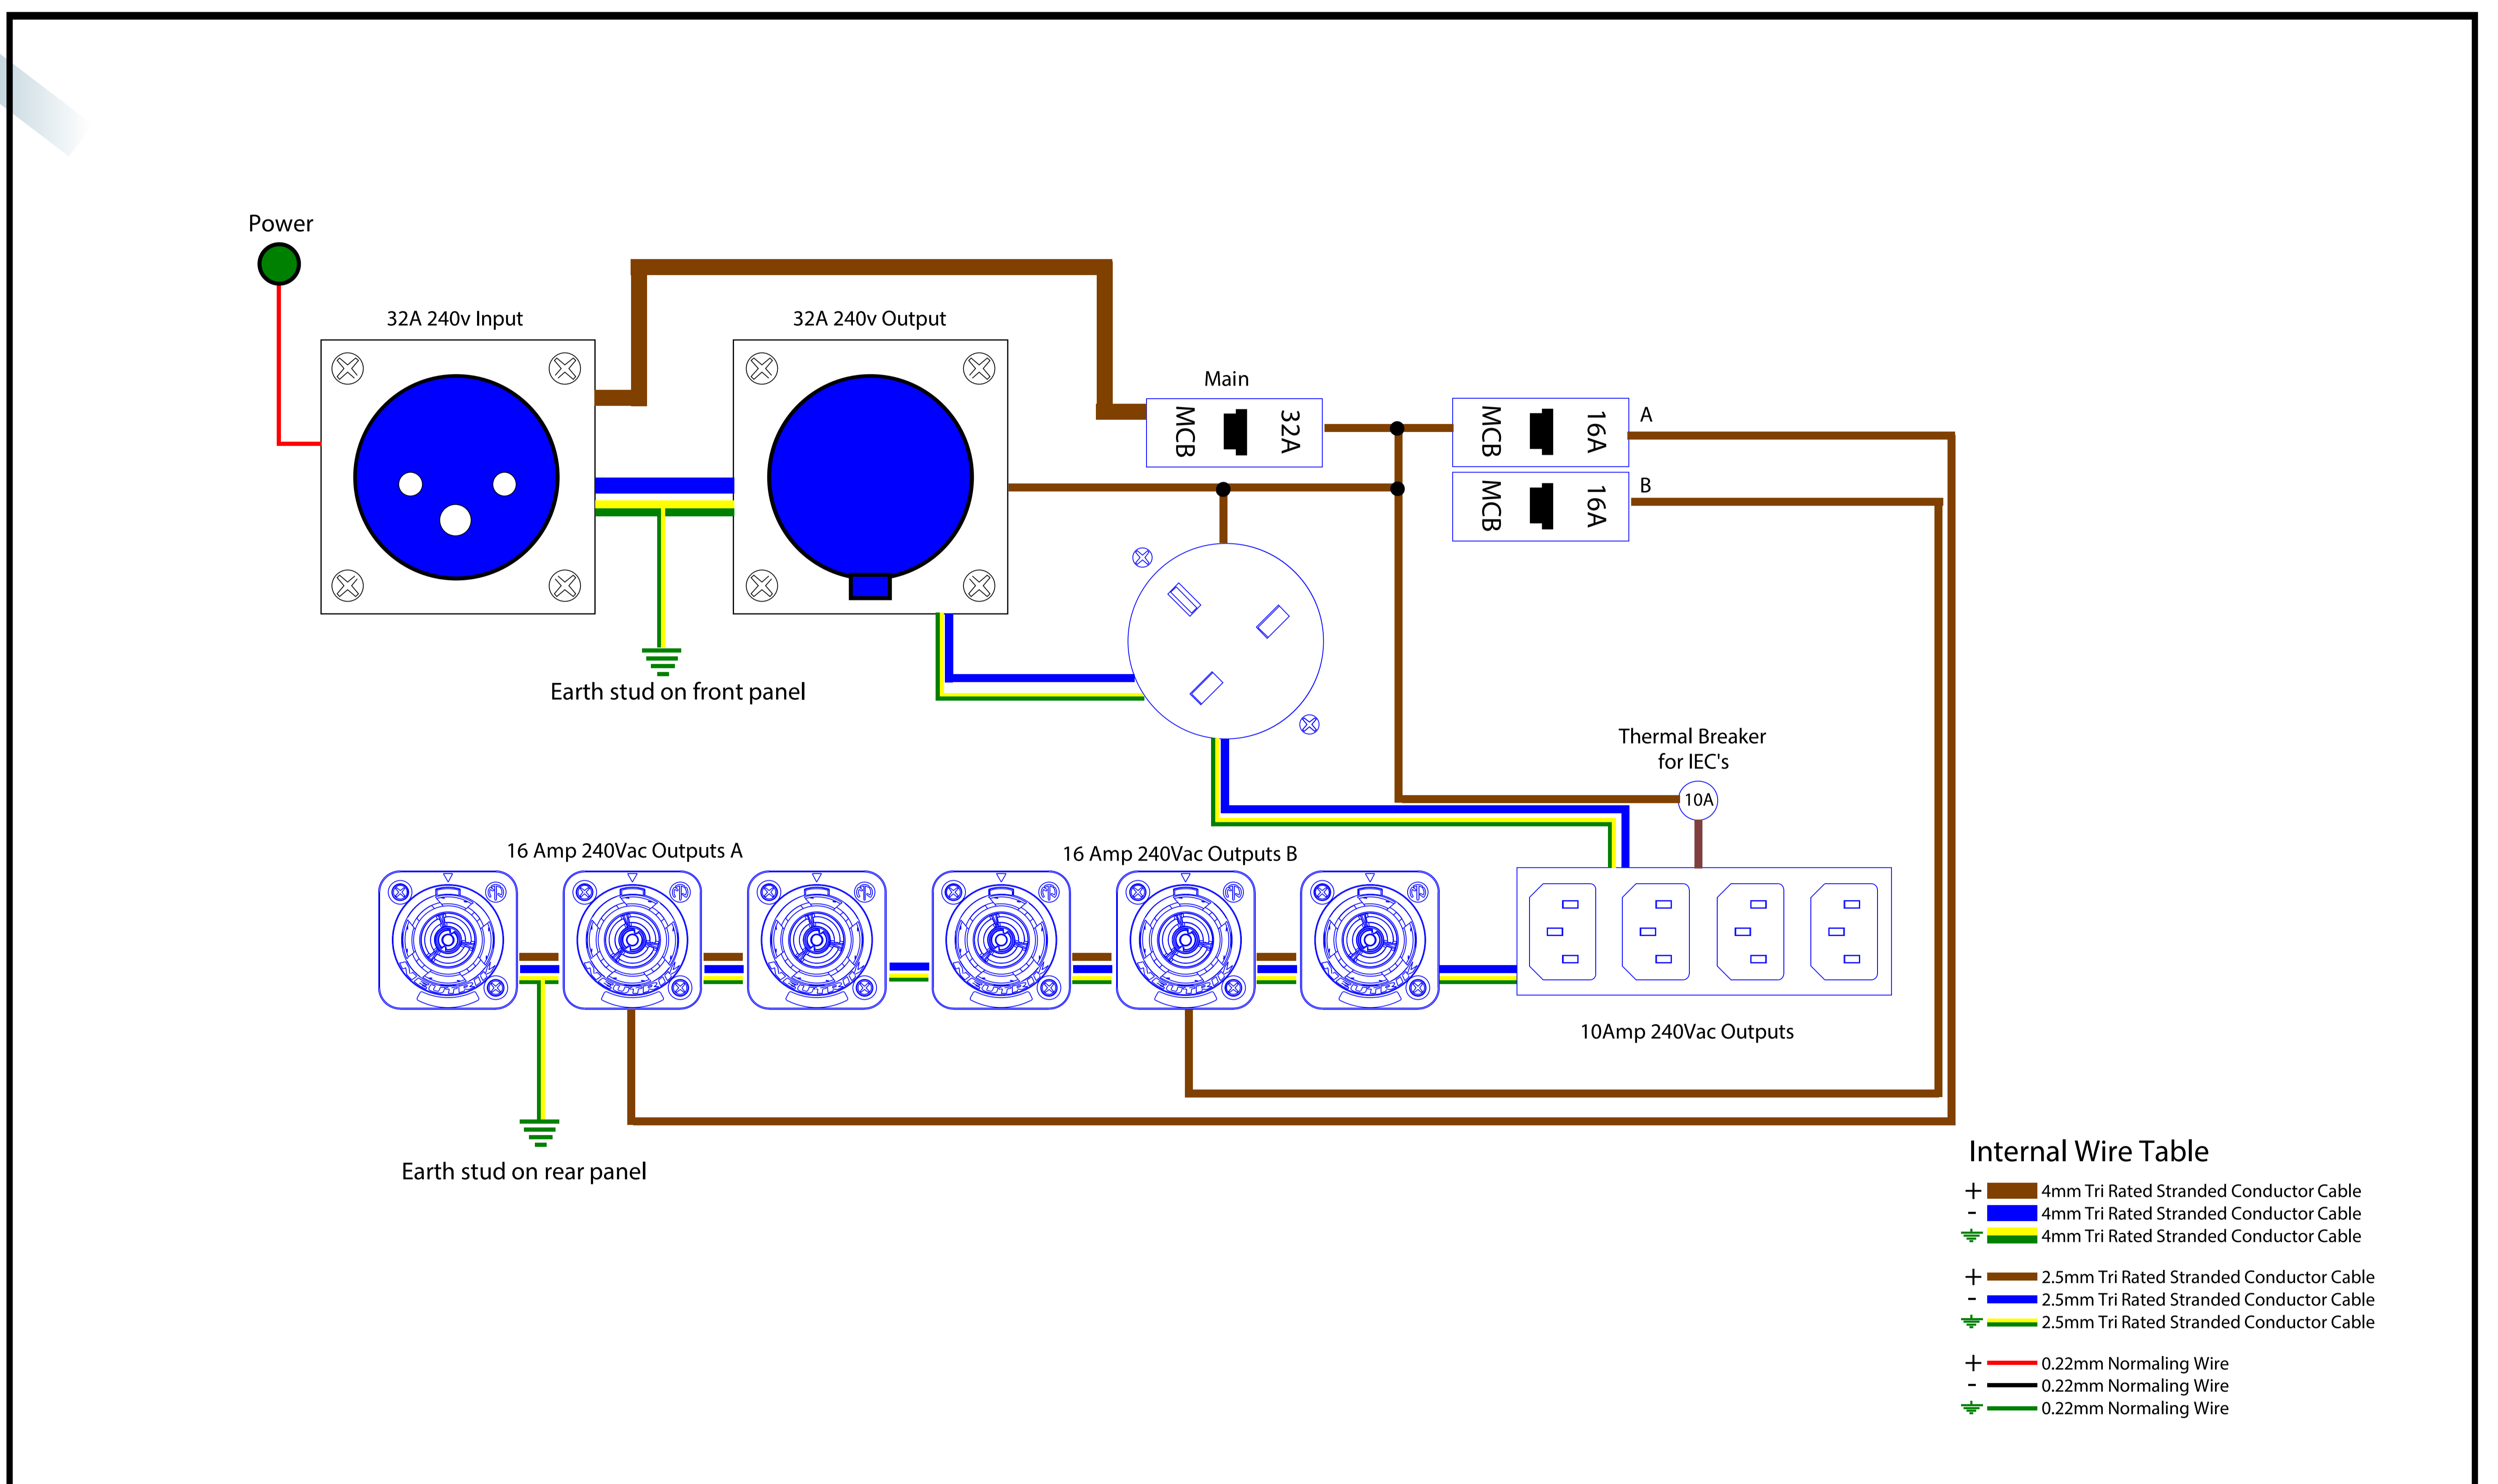 Power
32A 240v Input
32A 240v Output
Main
MCB
32A
MCB
16A
A
MCB
16A
B
Earth stud on front panel
Thermal Breaker
for IEC's
10A
16 Amp 240Vac Outputs A
16 Amp 240Vac Outputs B
10Amp 240Vac Outputs
Earth stud on rear panel
Internal Wire Table
+ 4mm Tri Rated Stranded Conductor Cable
- 4mm Tri Rated Stranded Conductor Cable
4mm Tri Rated Stranded Conductor Cable
+ 2.5mm Tri Rated Stranded Conductor Cable
- 2.5mm Tri Rated Stranded Conductor Cable
2.5mm Tri Rated Stranded Conductor Cable
+ 0.22mm Normaling Wire
- 0.22mm Normaling Wire
0.22mm Normaling Wire